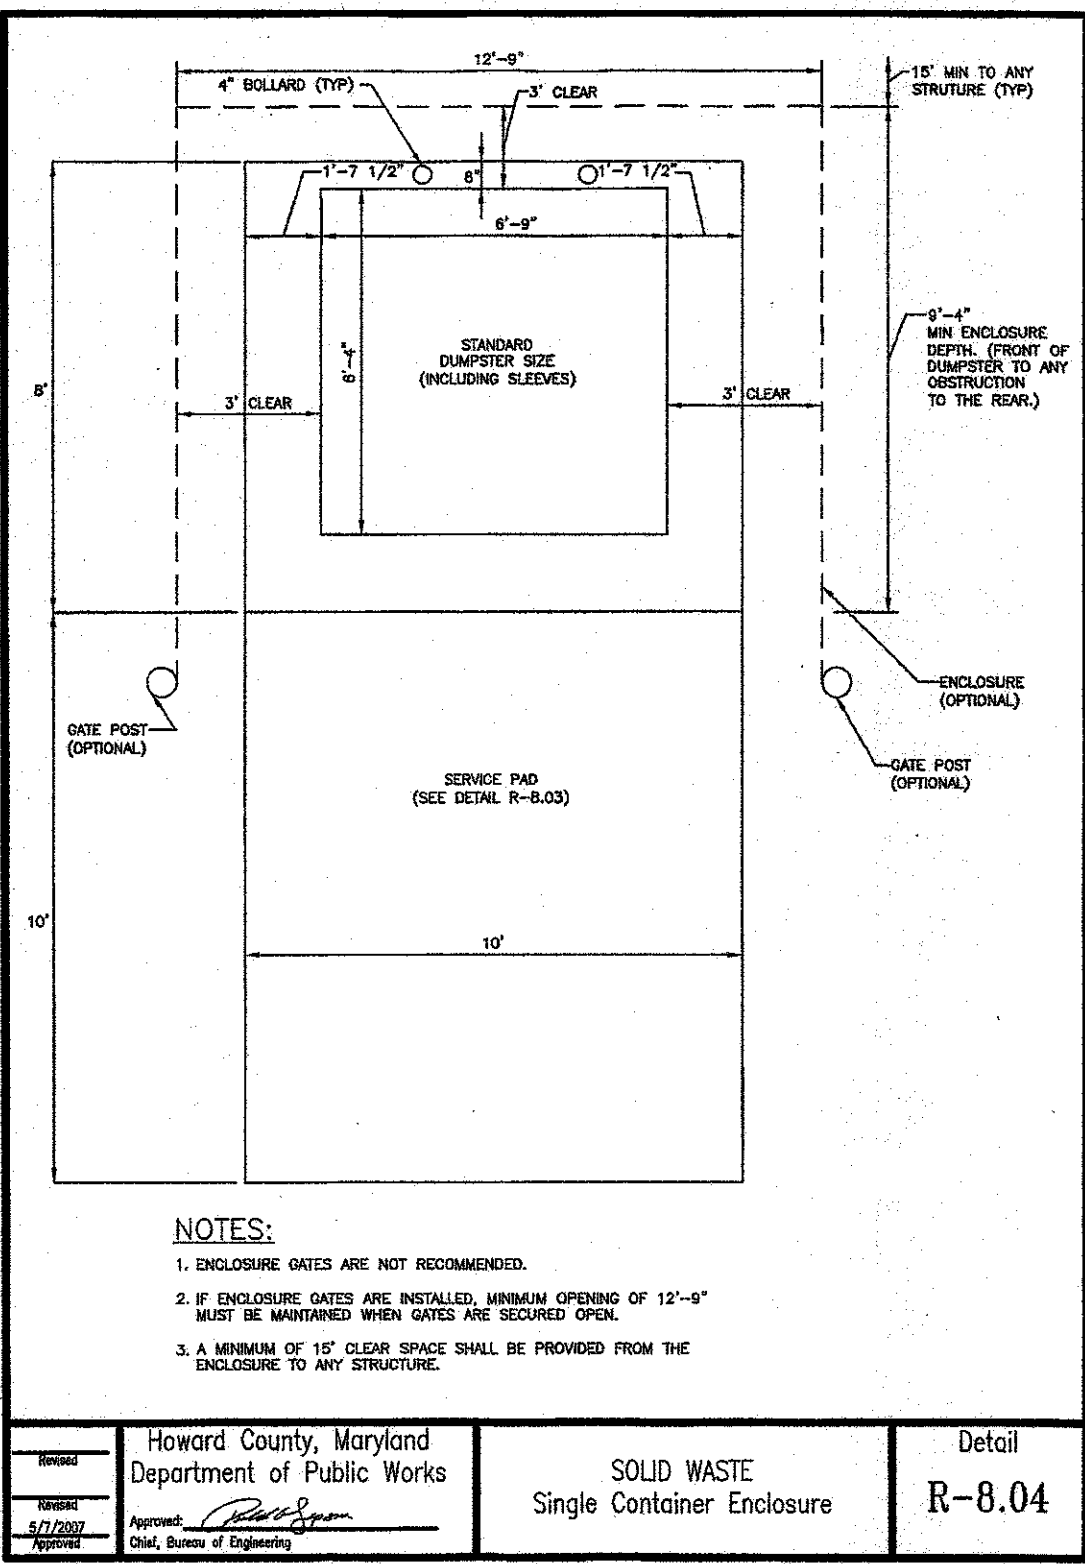 12'-9"
4" BOLLARD (TYP)
3' CLEAR
15' MIN TO ANY
STRUTURE (TYP)
1'-7 1/2"
8"
1'-7 1/2"
6'-9"
6'-4"
STANDARD
DUMPSTER SIZE
(INCLUDING SLEEVES)
9'-4"
MIN ENCLOSURE
DEPTH. (FRONT OF
DUMPSTER TO ANY
OBSTRUCTION
TO THE REAR.)
8'
3' CLEAR
3' CLEAR
ENCLOSURE
(OPTIONAL)
GATE POST
(OPTIONAL)
GATE POST
(OPTIONAL)
SERVICE PAD
(SEE DETAIL R-8.03)
10'
10'
NOTES:
1. ENCLOSURE GATES ARE NOT RECOMMENDED.
2. IF ENCLOSURE GATES ARE INSTALLED, MINIMUM OPENING OF 12'-9"
MUST BE MAINTAINED WHEN GATES ARE SECURED OPEN.
3. A MINIMUM OF 15' CLEAR SPACE SHALL BE PROVIDED FROM THE
ENCLOSURE TO ANY STRUCTURE.
Revised
Revised
5/7/2007
Approved
Howard County, Maryland
Department of Public Works
Approved:
Chief, Bureau of Engineering
SOLID WASTE
Single Container Enclosure
Detail
R-8.04